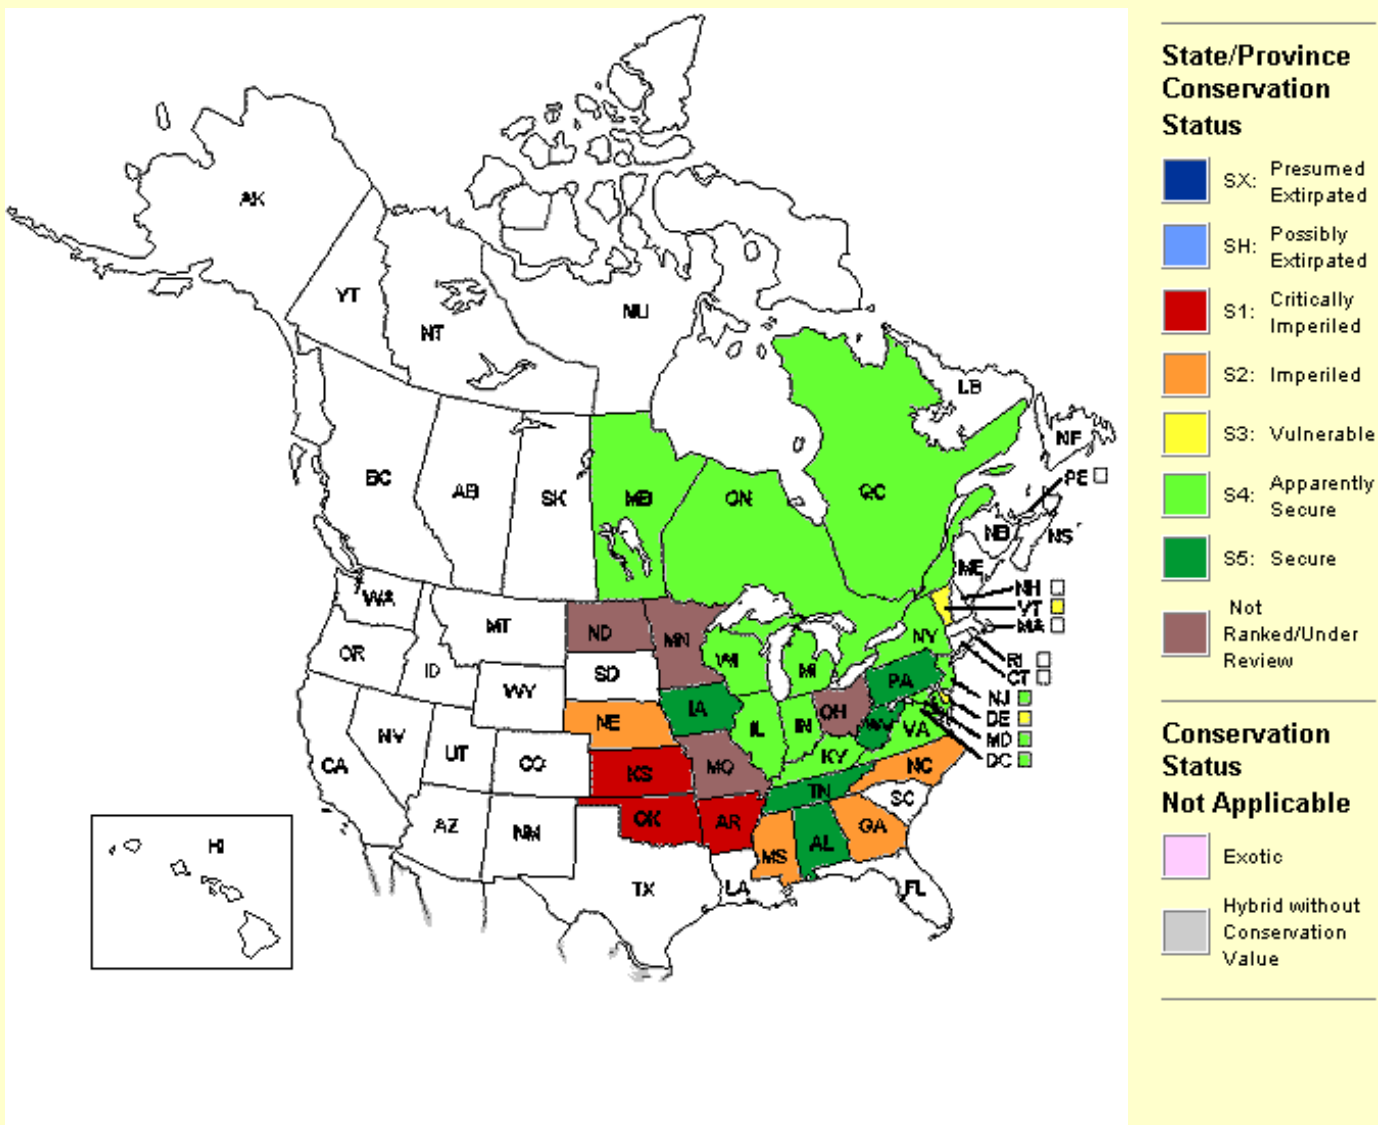 AK
YT
NT
NU
BC
AB
SK
MB
ON
QC
LB
NF
PE
NB
NS
ME
NH
VT
MA
RI
CT
NJ
DE
MD
DC
WA
OR
ID
MT
ND
MN
WI
MI
NY
SD
WY
NE
IA
IL
IN
OH
PA
WV
VA
KY
NV
UT
CO
CA
KS
MO
TN
NC
SC
AZ
NM
OK
AR
MS
AL
GA
TX
LA
FL
HI
State/Province
Conservation
Status
SX: Presumed
Extirpated
SH: Possibly
Extirpated
S1: Critically
Imperiled
S2: Imperiled
S3: Vulnerable
S4: Apparently
Secure
S5: Secure
Not
Ranked/Under
Review
Conservation
Status
Not Applicable
Exotic
Hybrid without
Conservation
Value